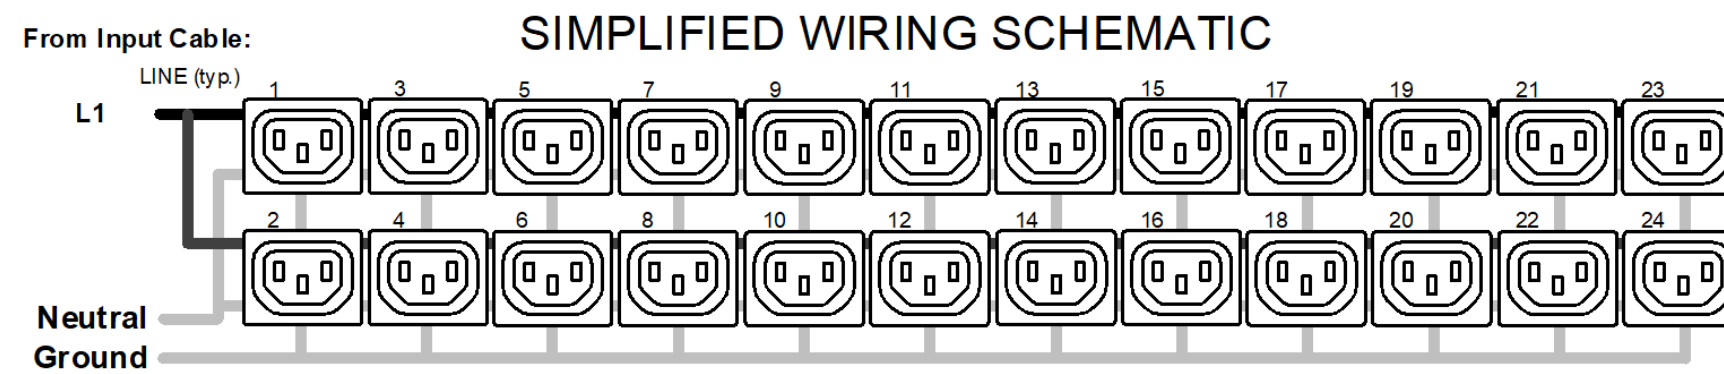 SIMPLIFIED WIRING SCHEMATIC
From Input Cable:
LINE (typ.)
1 3 5 7 9 11 13 15 17 19 21 23
L1
2 4 6 8 10 12 14 16 18 20 22 24
Neutral
Ground